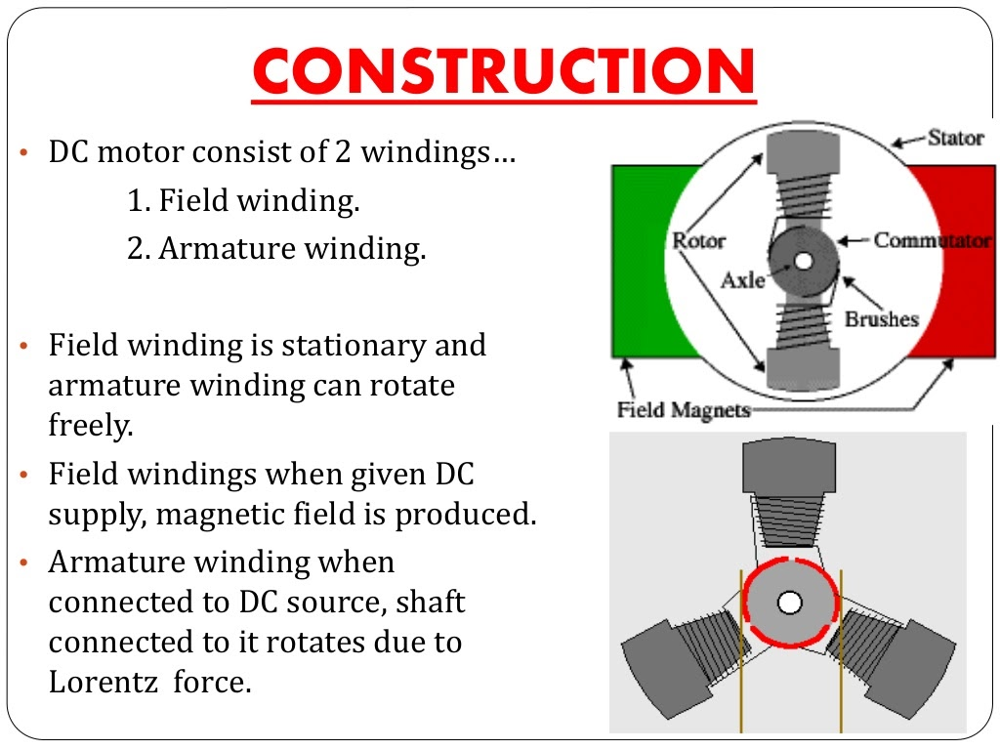 CONSTRUCTION
• DC motor consist of 2 windings…
1. Field winding.
2. Armature winding.
• Field winding is stationary and
armature winding can rotate
freely.
• Field windings when given DC
supply, magnetic field is produced.
• Armature winding when
connected to DC source, shaft
connected to it rotates due to
Lorentz  force.
Stator
Rotor
Commutator
Axle
Brushes
Field Magnets